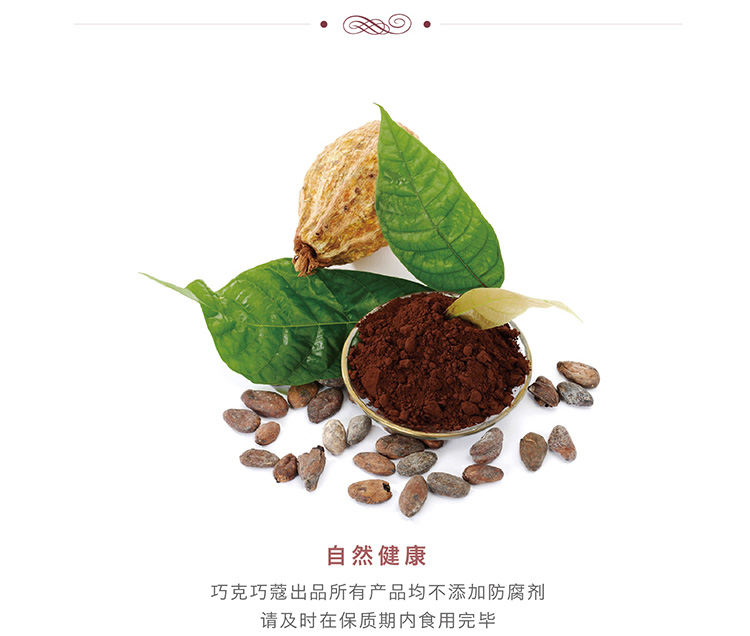 自然健康
巧克巧蔻出品所有产品均不添加防腐剂
请及时在保质期内食用完毕